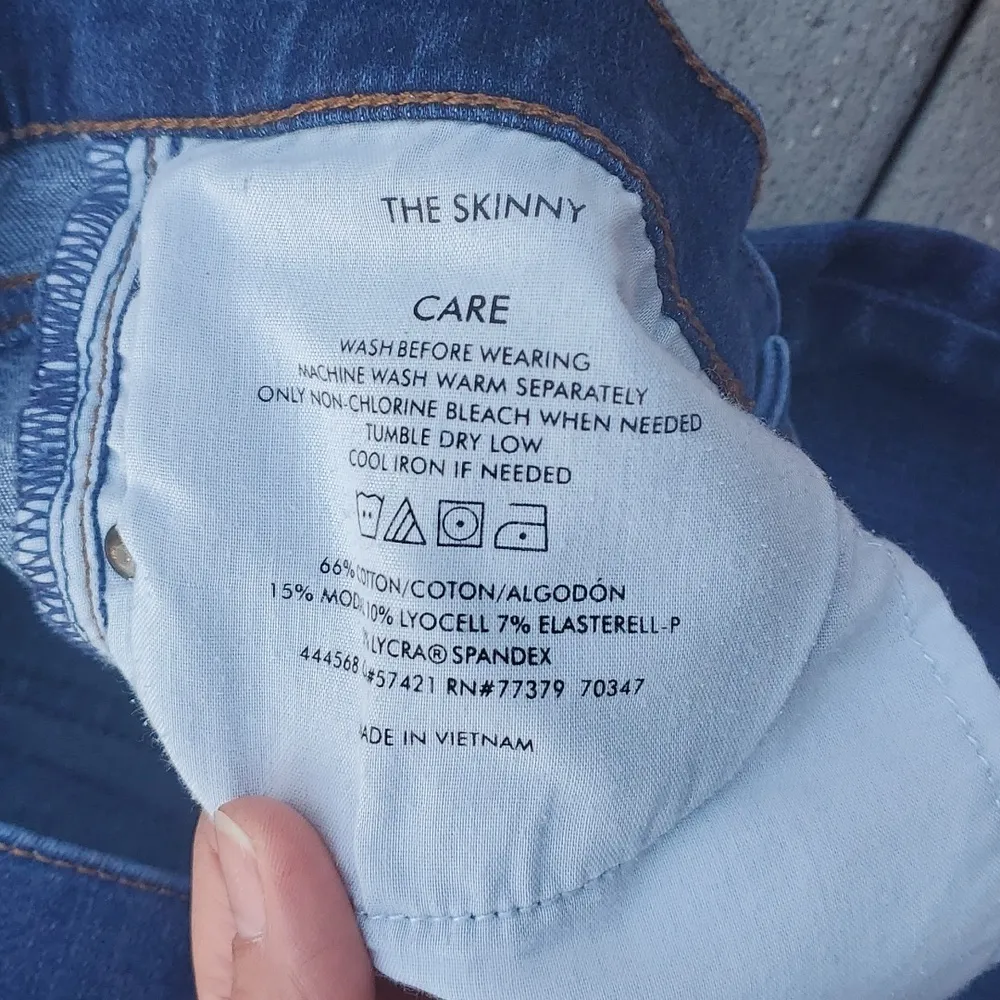 THE SKINNY
CARE
WASH BEFORE WEARING
MACHINE WASH WARM SEPARATELY
ONLY NON-CHLORINE BLEACH WHEN NEEDED
TUMBLE DRY LOW
COOL IRON IF NEEDED
66% COTTON/COTON/ALGODÓN
15% 10% LYOCELL 7% ELASTERELL-P
LYCRA® SPANDEX
444568 #57421 RN#77379 70347
MADE IN VIETNAM